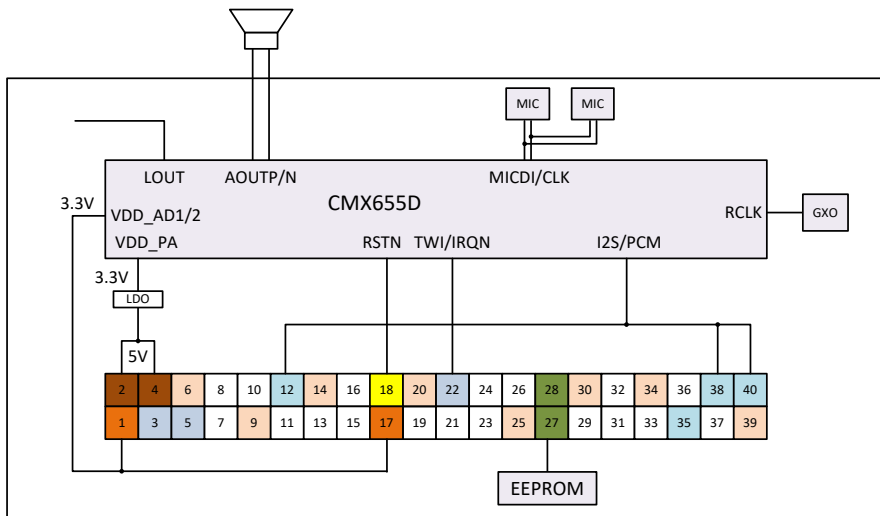 MIC MIC
LOUT AOUTP/N MICDI/CLK
CMX655D
3.3V
VDD_AD1/2
RCLK GXO
VDD_PA RSTN TWI/IRQN I2S/PCM
3.3V
LDO
5V
2 4 6 8 10 12 14 16 18 20 22 24 26 28 30 32 34 36 38 40
1 3 5 7 9 11 13 15 17 19 21 23 25 27 29 31 33 35 37 39
EEPROM